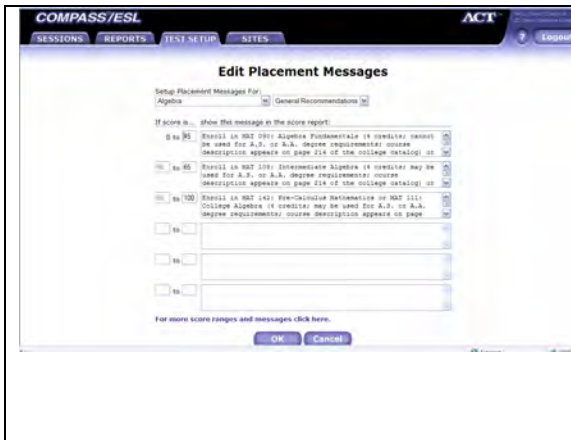 COMPASS/ESL
ACT
SESSIONS REPORTS TEST SETUP SITES
? Logout
Edit Placement Messages
Setup Placement Messages For:
Algebra General Recommendations
If score is... show this message in the score report:
0 to 45 Enroll in MAT 090: Algebra Fundamentals (4 credits; cannot
be used for A.S. or A.A. degree requirements; course
description appears on page 214 of the college catalog) or
to 65 Enroll in MAT 108: Intermediate Algebra (4 credits; may be
used for A.S. or A.A. degree requirements; course
description appears on page 214 of the college catalog) or
to 100 Enroll in MAT 142: Pre-Calculus Mathematics or MAT 111:
College Algebra (4 credits; may be used for A.S. or A.A.
degree requirements; course description appears on page
to
to
to
For more score ranges and messages click here.
OK Cancel